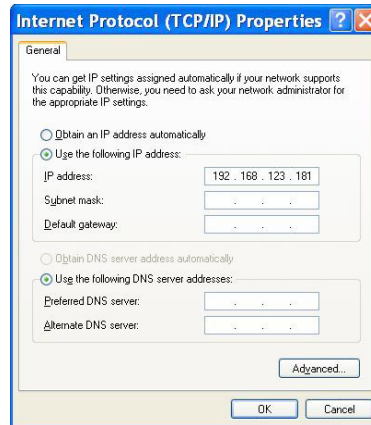 Internet Protocol (TCP/IP) Properties
General
You can get IP settings assigned automatically if your network supports
this capability. Otherwise, you need to ask your network administrator for
the appropriate IP settings.
Obtain an IP address automatically
Use the following IP address:
IP address: 192 . 168 . 123 . 181
Subnet mask: . . .
Default gateway: . . .
Obtain DNS server address automatically
Use the following DNS server addresses:
Preferred DNS server: . . .
Alternate DNS server: . . .
Advanced...
OK Cancel